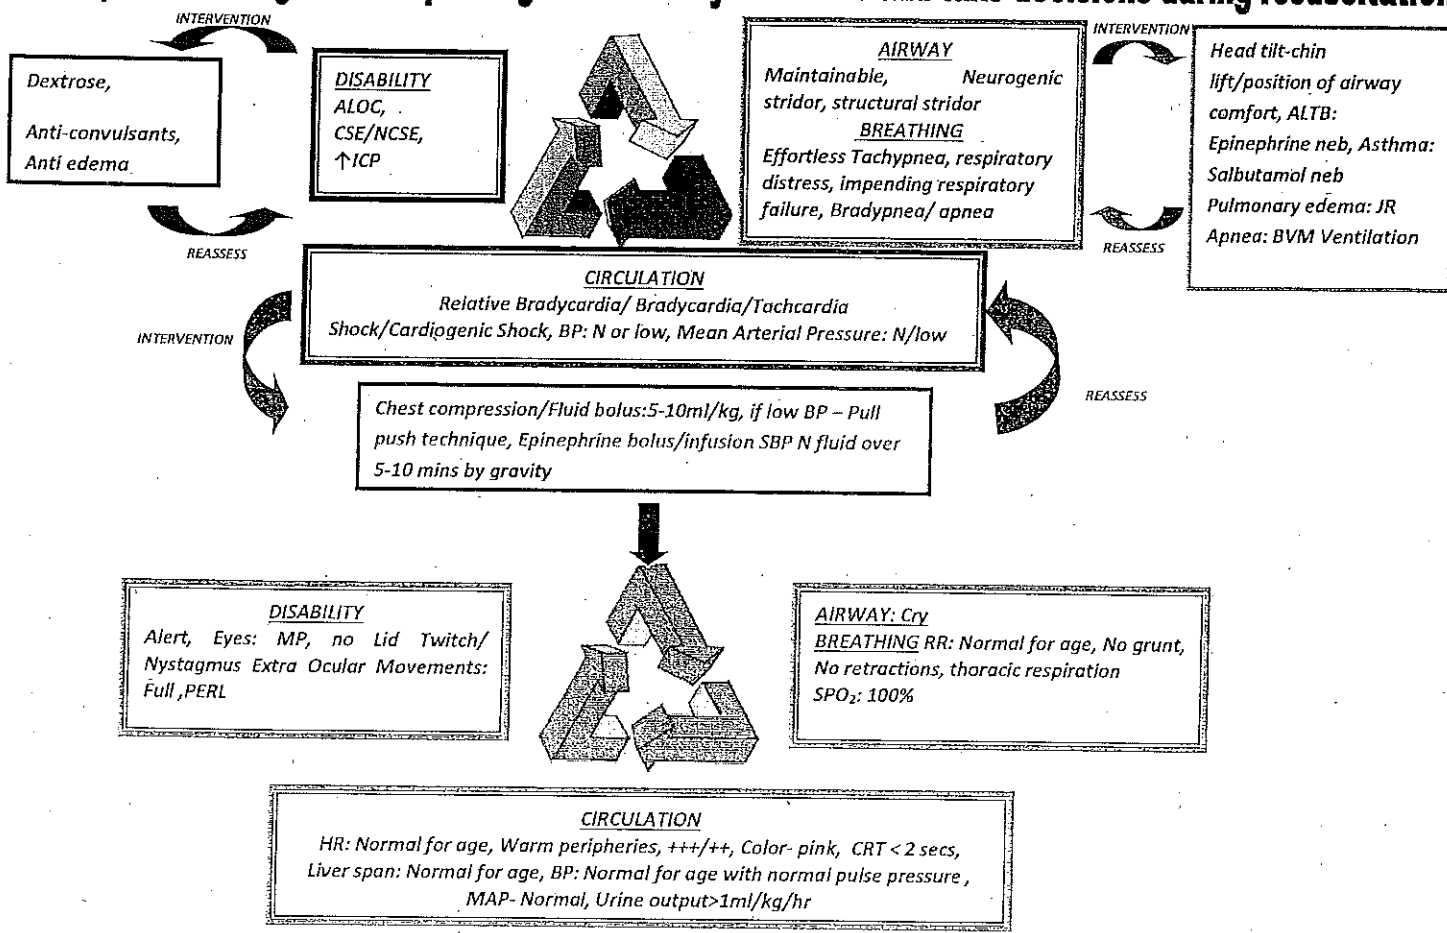 decisions during resuscitation
INTERVENTION
Dextrose,
Anti-convulsants,
Anti edema
REASSESS
DISABILITY
ALOC,
CSE/NCSE,
↑ICP
AIRWAY
Maintainable, Neurogenic
stridor, structural stridor
BREATHING
Effortless Tachypnea, respiratory
distress, impending respiratory
failure, Bradypnea/ apnea
INTERVENTION
REASSESS
Head tilt-chin
lift/position of airway
comfort, ALTB:
Epinephrine neb, Asthma:
Salbutamol neb
Pulmonary edema: JR
Apnea: BVM Ventilation
CIRCULATION
Relative Bradycardia/ Bradycardia/Tachcardia
Shock/Cardiogenic Shock, BP: N or low, Mean Arterial Pressure: N/low
INTERVENTION
REASSESS
Chest compression/Fluid bolus:5-10ml/kg, if low BP – Pull
push technique, Epinephrine bolus/infusion SBP N fluid over
5-10 mins by gravity
DISABILITY
Alert, Eyes: MP, no Lid Twitch/
Nystagmus Extra Ocular Movements:
Full ,PERL
AIRWAY: Cry
BREATHING RR: Normal for age, No grunt,
No retractions, thoracic respiration
SPO₂: 100%
CIRCULATION
HR: Normal for age, Warm peripheries, +++/++, Color- pink, CRT < 2 secs,
Liver span: Normal for age, BP: Normal for age with normal pulse pressure ,
MAP- Normal, Urine output>1ml/kg/hr